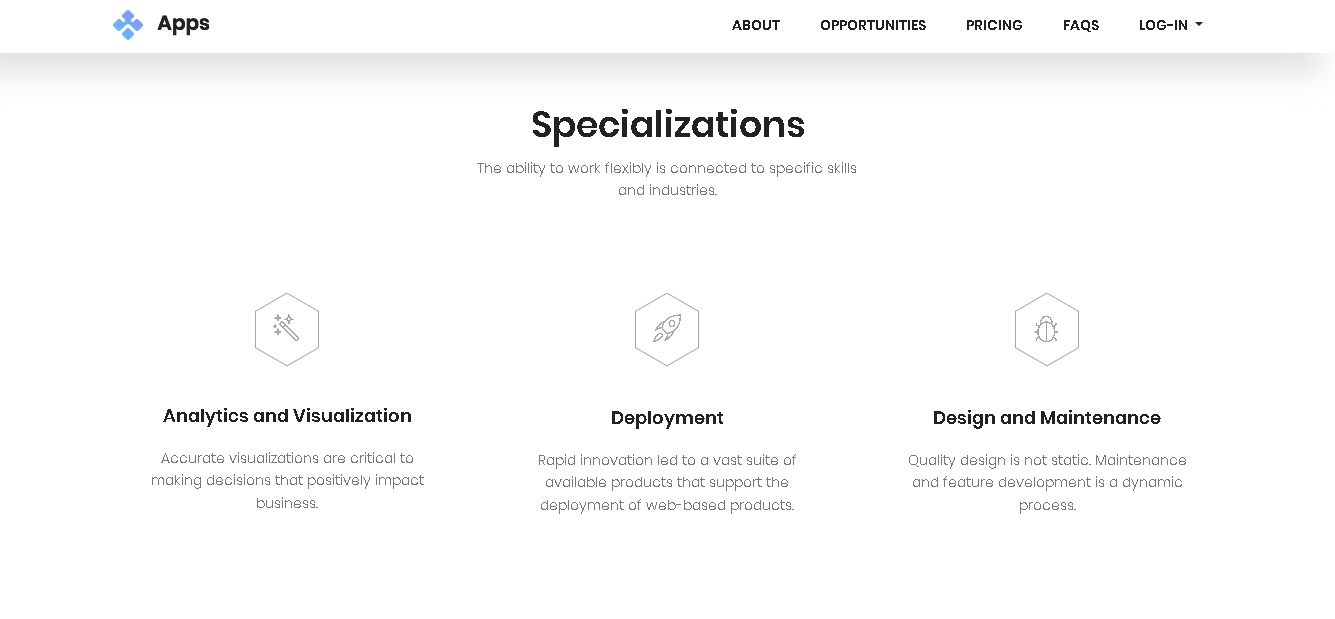 Apps
ABOUT OPPORTUNITIES PRICING FAQS LOG-IN
Specializations
The ability to work flexibly is connected to specific skills
and industries.
Analytics and Visualization
Accurate visualizations are critical to
making decisions that positively impact
business.
Deployment
Rapid innovation led to a vast suite of
available products that support the
deployment of web-based products.
Design and Maintenance
Quality design is not static. Maintenance
and feature development is a dynamic
process.